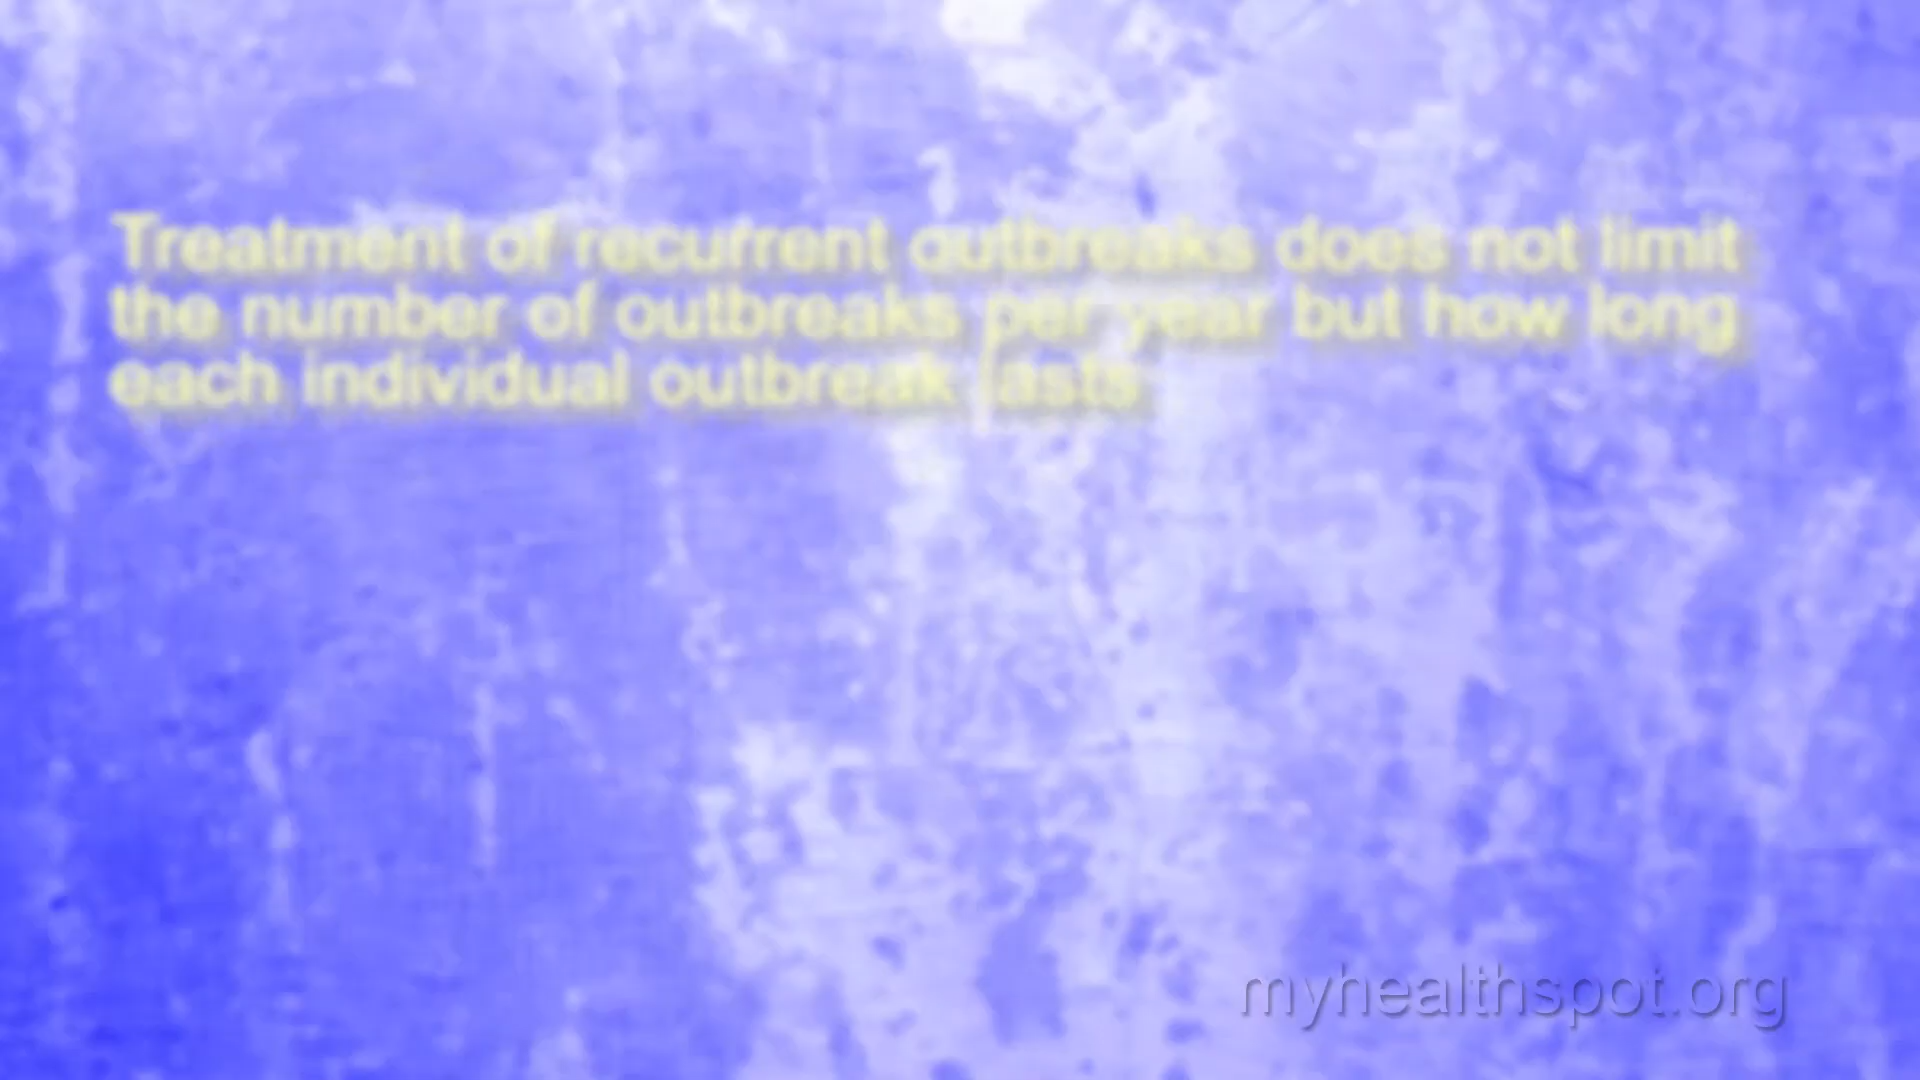 Treatment of recurrent outbreaks does not limit
the number of outbreaks per year but how long
each individual outbreak lasts
myhealthspot.org